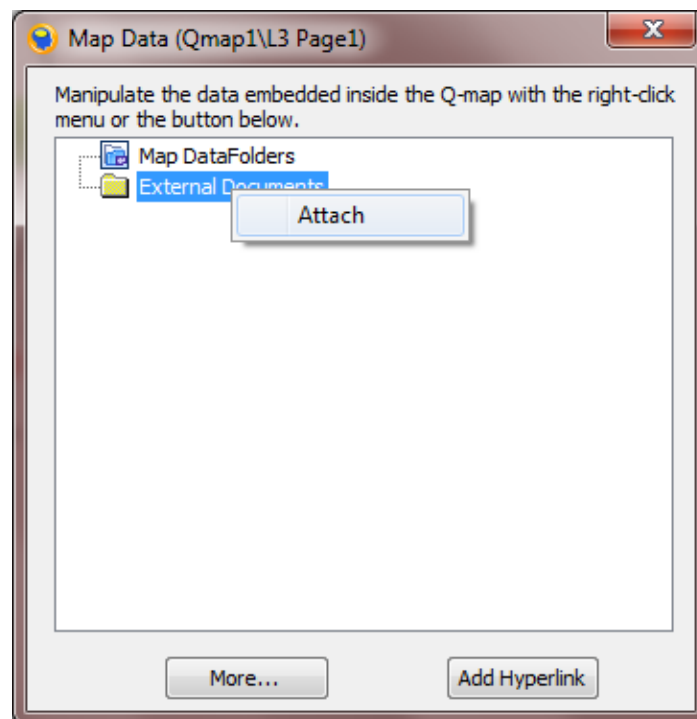 Map Data (Qmap1\L3 Page1)
Manipulate the data embedded inside the Q-map with the right-click
menu or the button below.
Map DataFolders
External Documents
Attach
More...
Add Hyperlink